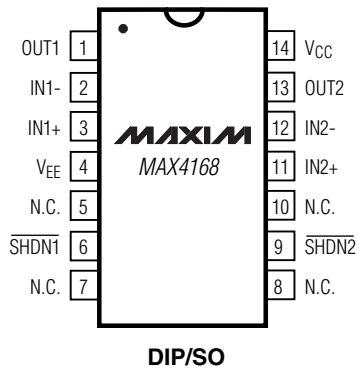 OUT1 1 14 VCC
IN1- 2 13 OUT2
IN1+ 3 MAXIM 12 IN2-
VEE 4 MAX4168 11 IN2+
N.C. 5 10 N.C.
SHDN1 6 9 SHDN2
N.C. 7 8 N.C.
DIP/SO